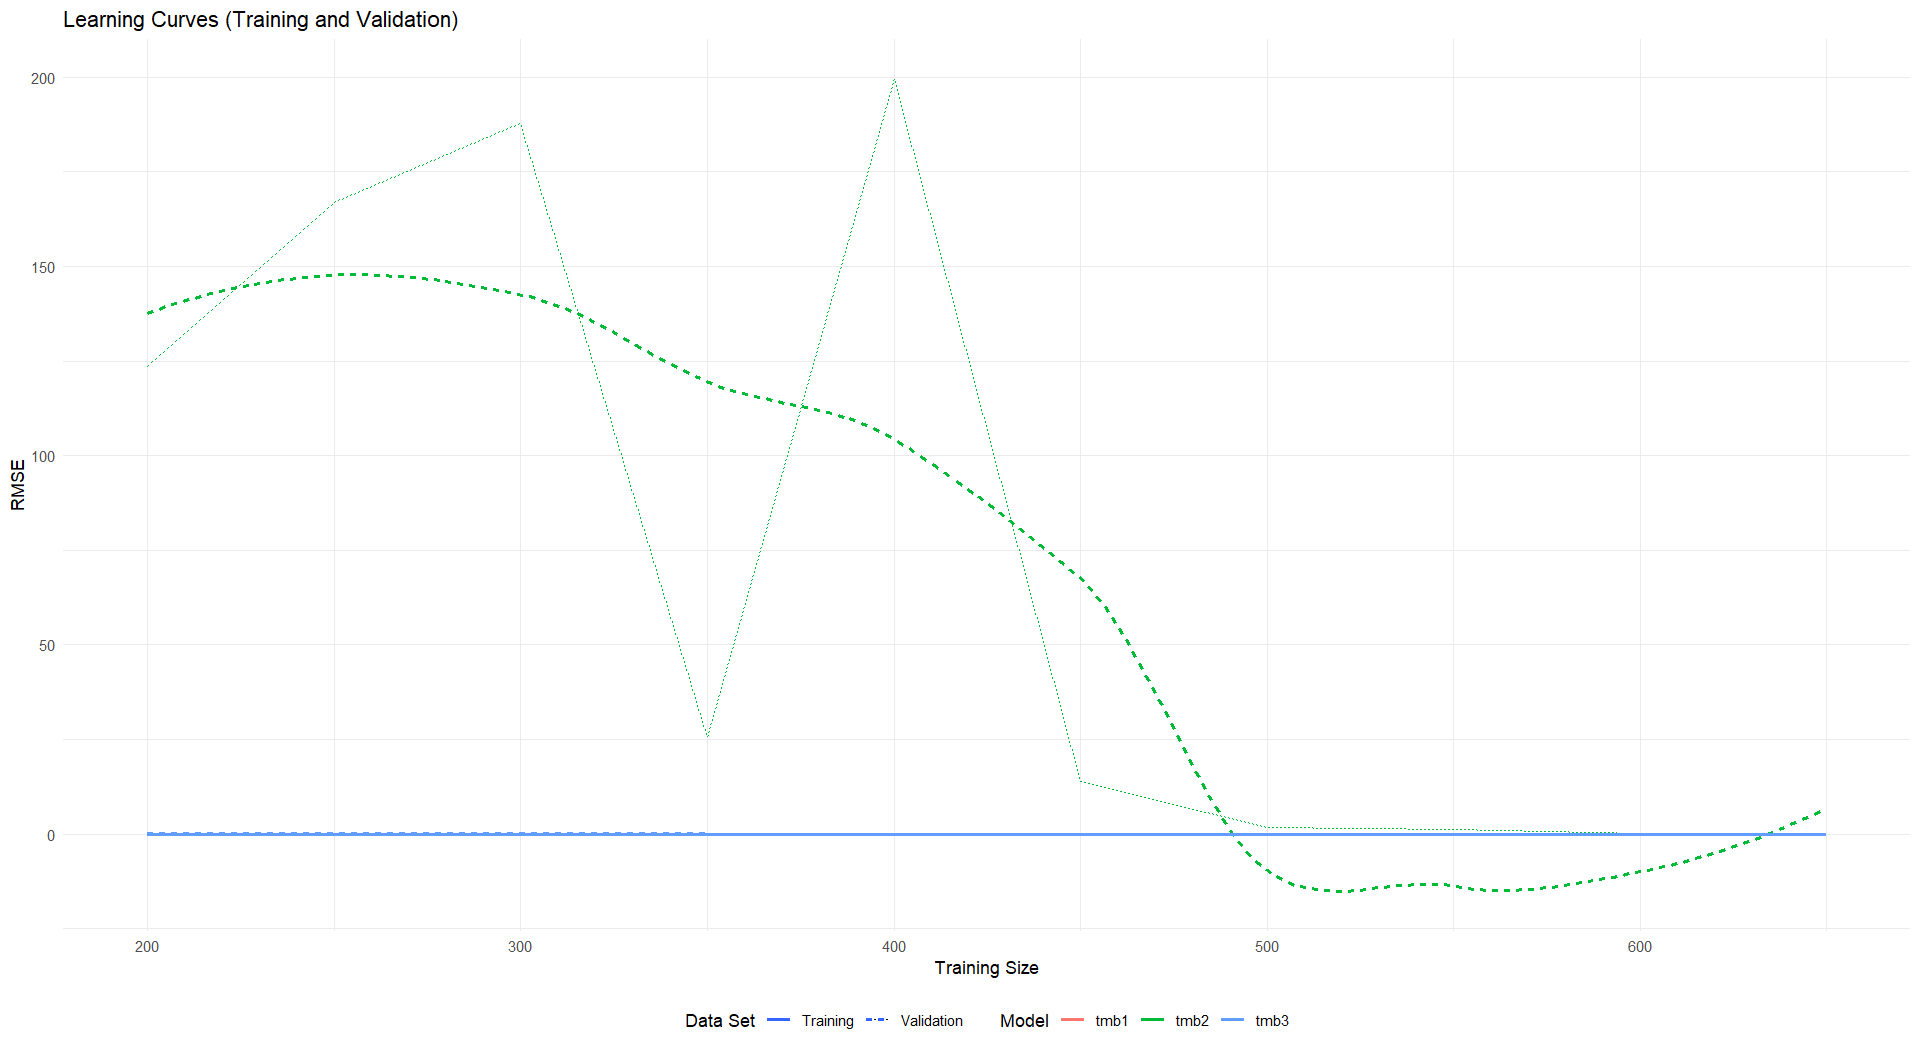 Learning Curves (Training and Validation)
200
150
100
50
0
RMSE
200 300 400 500 600
Training Size
Data Set Training Validation Model tmb1 tmb2 tmb3